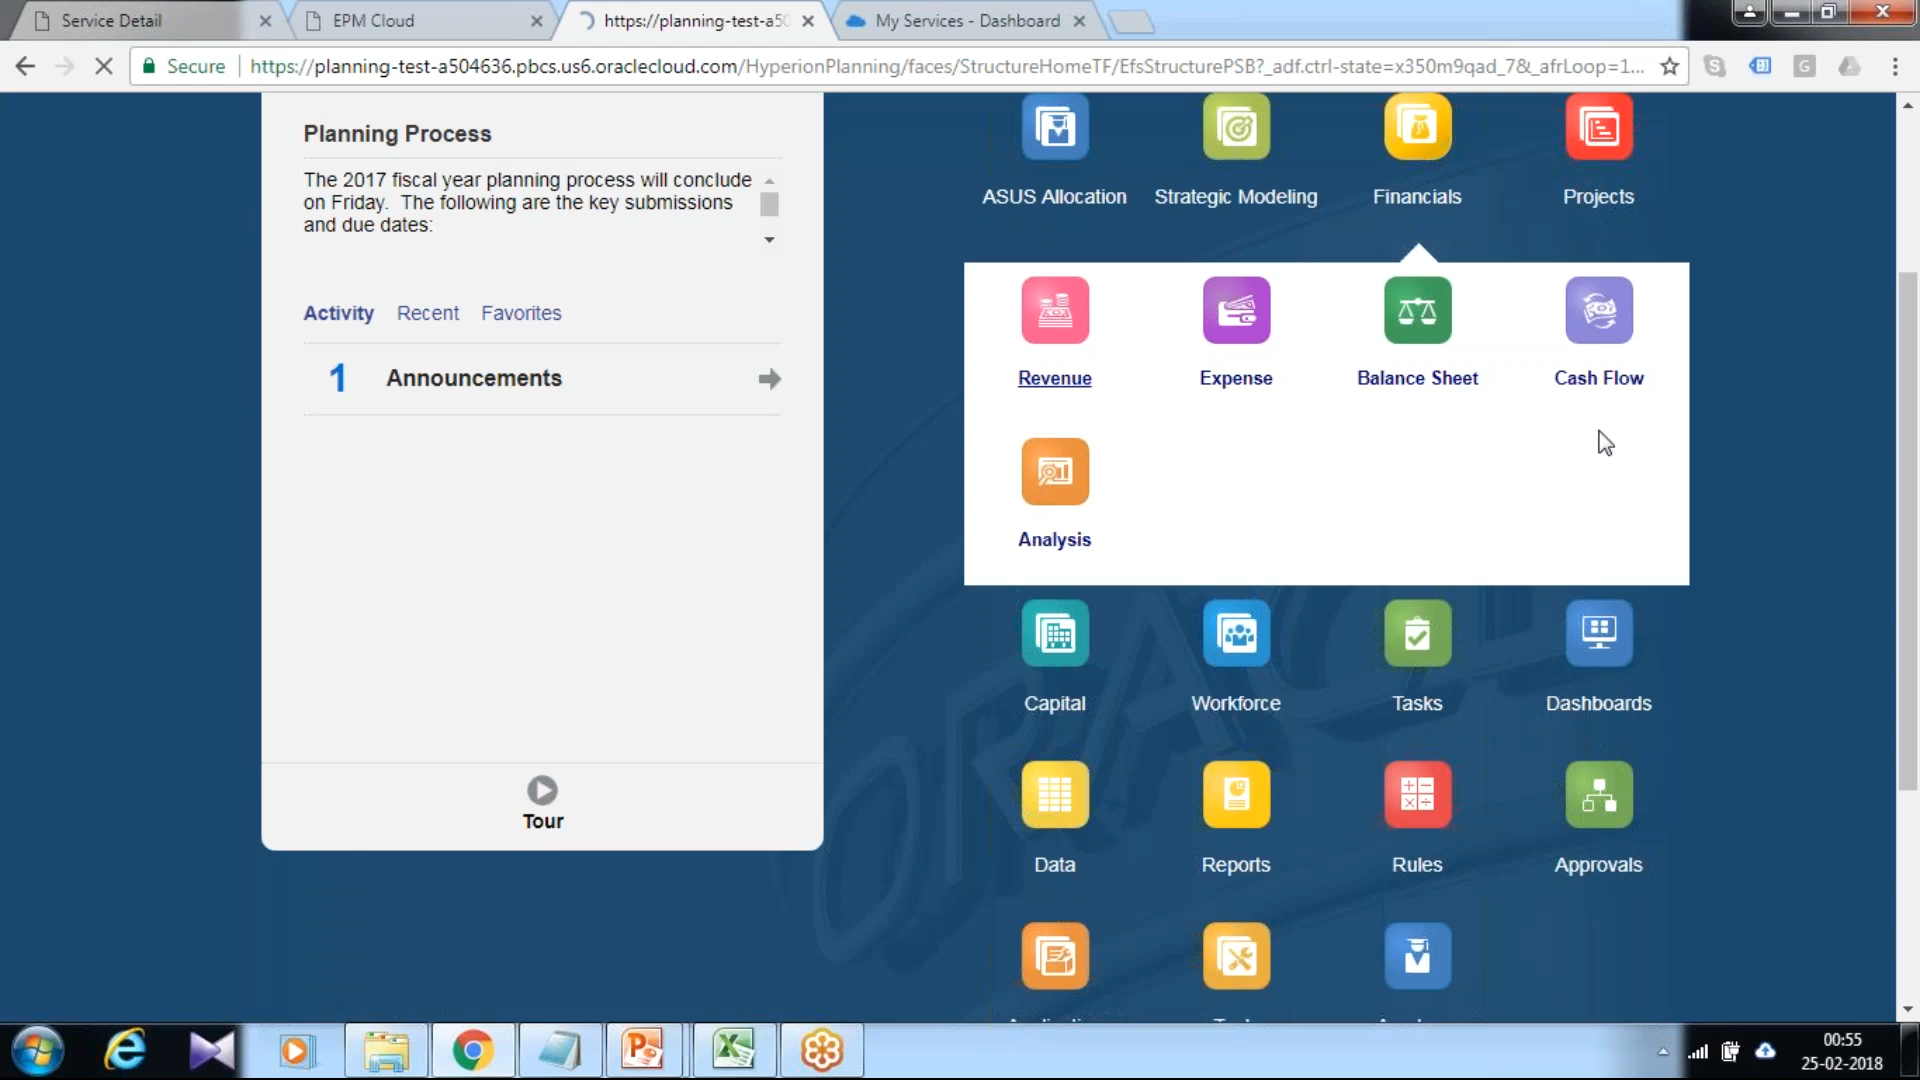 Service Detail
EPM Cloud
https://planning-test-a50
My Services - Dashboard
Secure
https://planning-test-a504636.pbcs.us6.oraclecloud.com/HyperionPlanning/faces/StructureHomeTF/EfsStructurePSB?_adf.ctrl-state=x350m9qad_7&_afrLoop=1...
Planning Process
The 2017 fiscal year planning process will conclude
on Friday. The following are the key submissions
and due dates:
Activity Recent Favorites
1 Announcements
Tour
ASUS Allocation Strategic Modeling Financials Projects
Revenue Expense Balance Sheet Cash Flow
Analysis
Capital Workforce Tasks Dashboards
Data Reports Rules Approvals
ORACL
00:55
25-02-2018